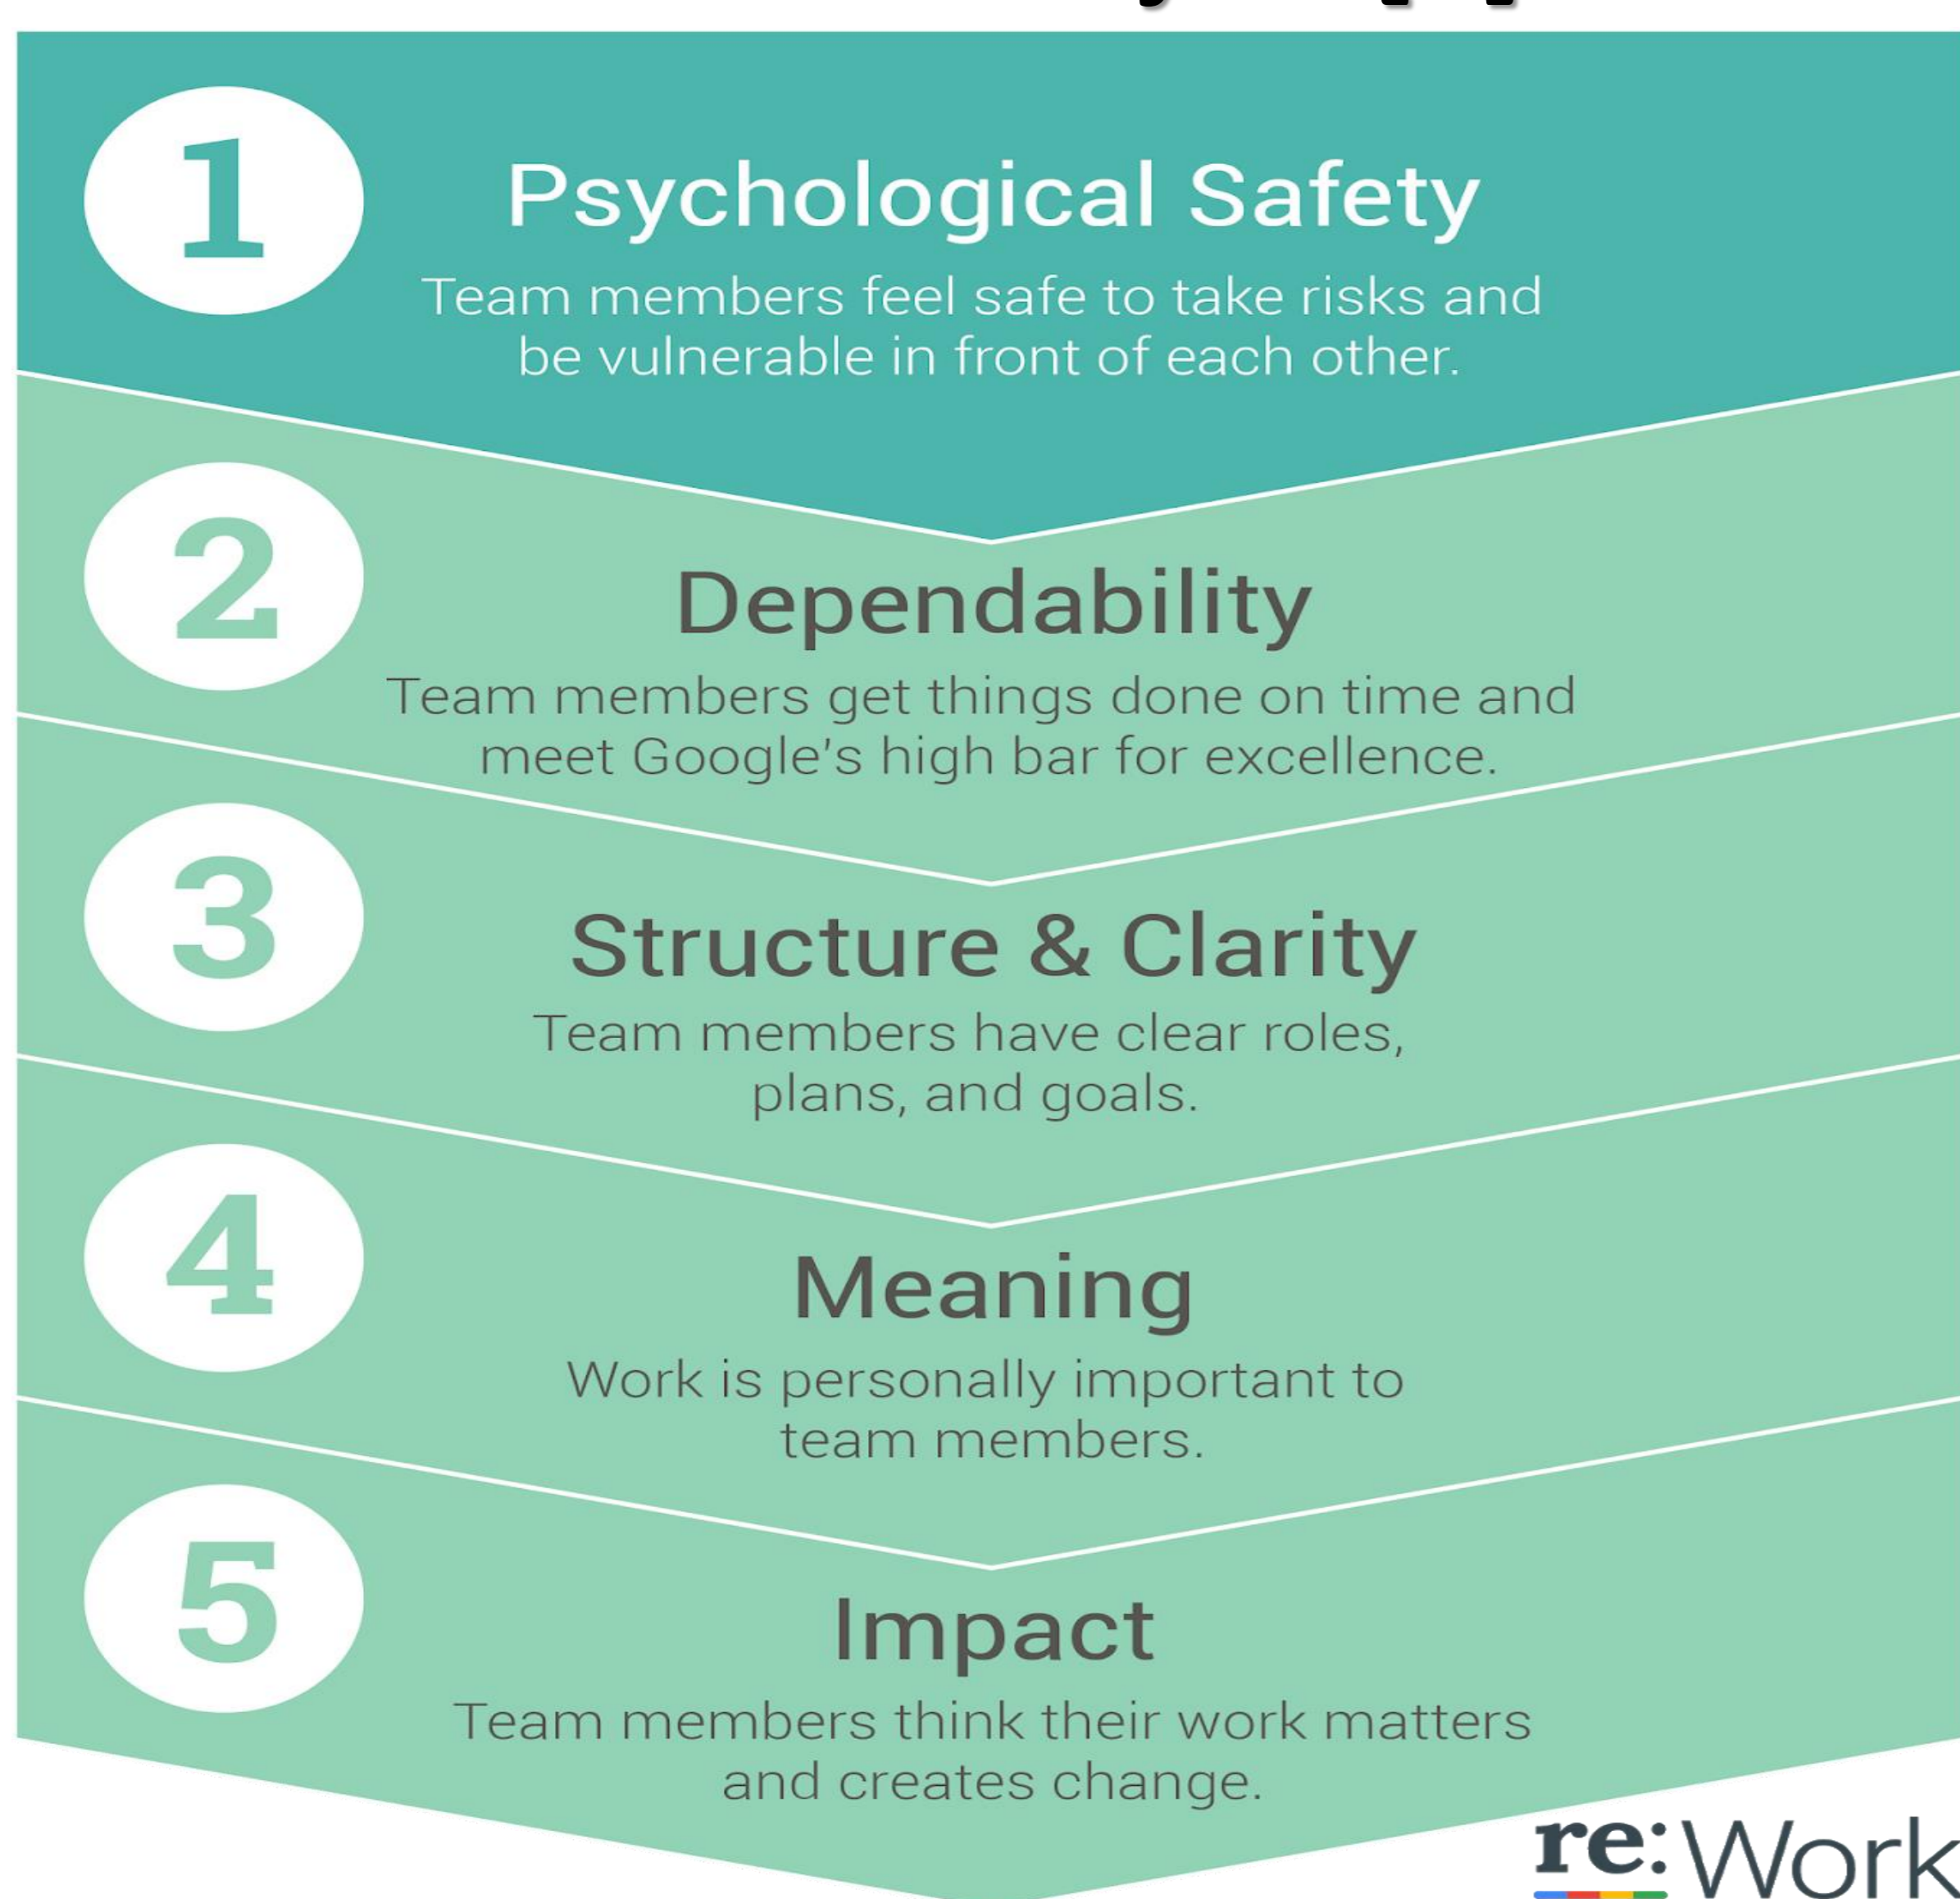 1
Psychological Safety
Team members feel safe to take risks and
be vulnerable in front of each other.
2
Dependability
Team members get things done on time and
meet Google's high bar for excellence.
3
Structure & Clarity
Team members have clear roles,
plans, and goals.
4
Meaning
Work is personally important to
team members.
5
Impact
Team members think their work matters
and creates change.
re:Work